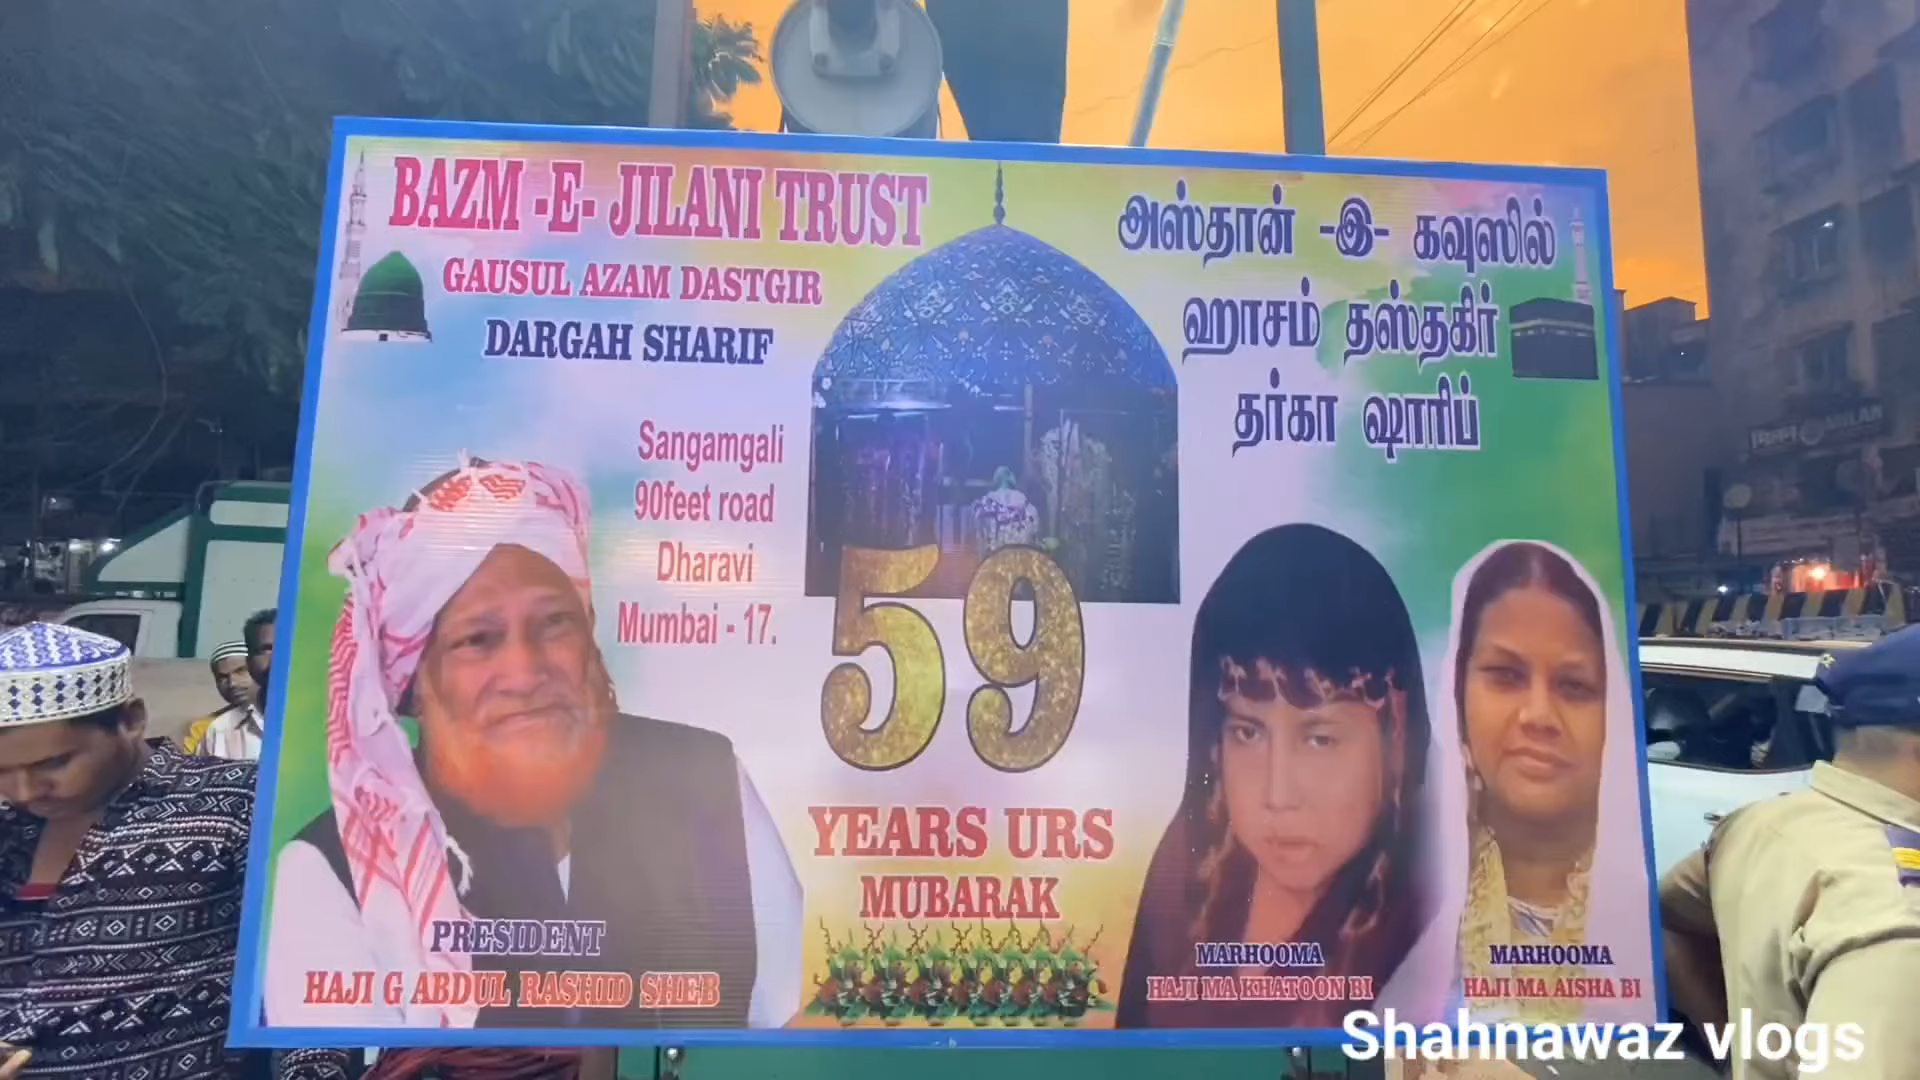 BAZM -E- JILANI TRUST
GAUSUL AZAM DASTGIR
DARGAH SHARIF
Sangamgali
90feet road
Dharavi
Mumbai - 17.
அஸ்தான் -இ- கவுஸில்
ஹாசம் தஸ்தகிர்
தர்கா ஷாரிப்
59
YEARS URS
MUBARAK
PRESIDENT
HAJI G ABDUL RASHID SHEB
MARHOOMA
HAJI MA KHATOON BI
MARHOOMA
HAJI MA AISHA BI
Shahnawaz vlogs